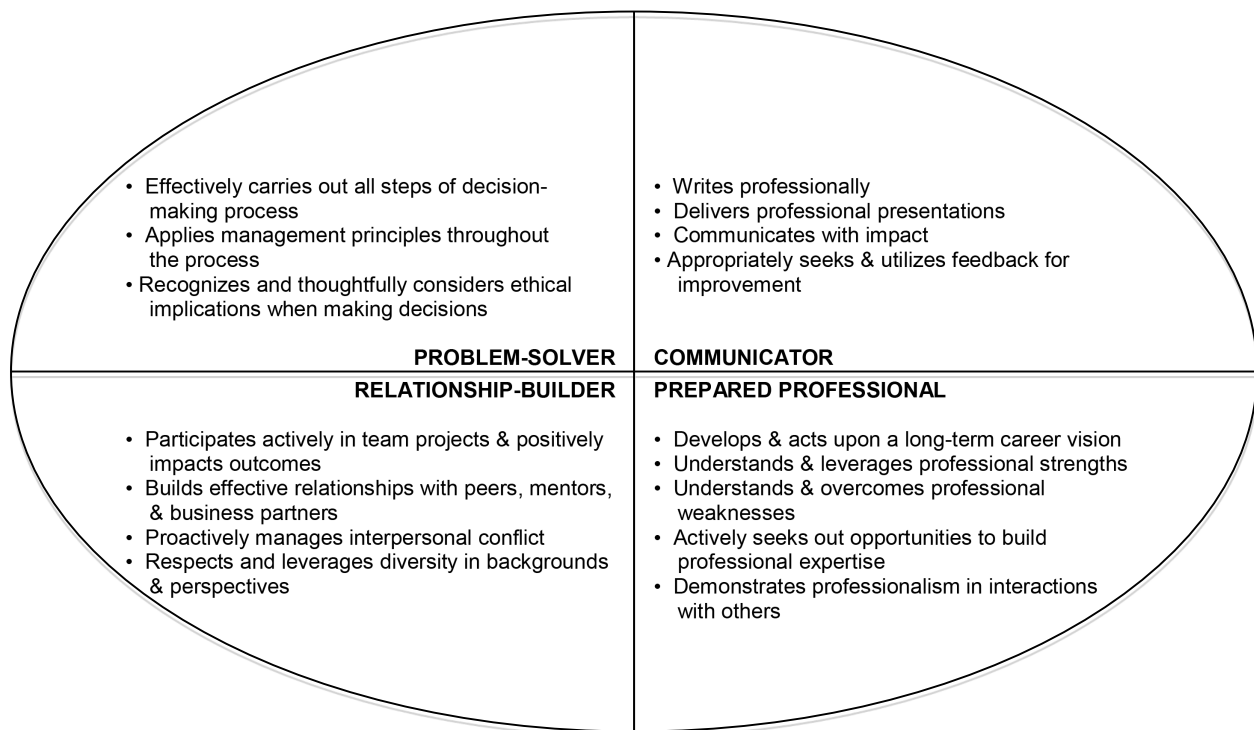 • Effectively carries out all steps of decision-
making process
• Applies management principles throughout
the process
• Recognizes and thoughtfully considers ethical
implications when making decisions
PROBLEM-SOLVER
• Writes professionally
• Delivers professional presentations
• Communicates with impact
• Appropriately seeks & utilizes feedback for
improvement
COMMUNICATOR
RELATIONSHIP-BUILDER
• Participates actively in team projects & positively
impacts outcomes
• Builds effective relationships with peers, mentors,
& business partners
• Proactively manages interpersonal conflict
• Respects and leverages diversity in backgrounds
& perspectives
PREPARED PROFESSIONAL
• Develops & acts upon a long-term career vision
• Understands & leverages professional strengths
• Understands & overcomes professional
weaknesses
• Actively seeks out opportunities to build
professional expertise
• Demonstrates professionalism in interactions
with others